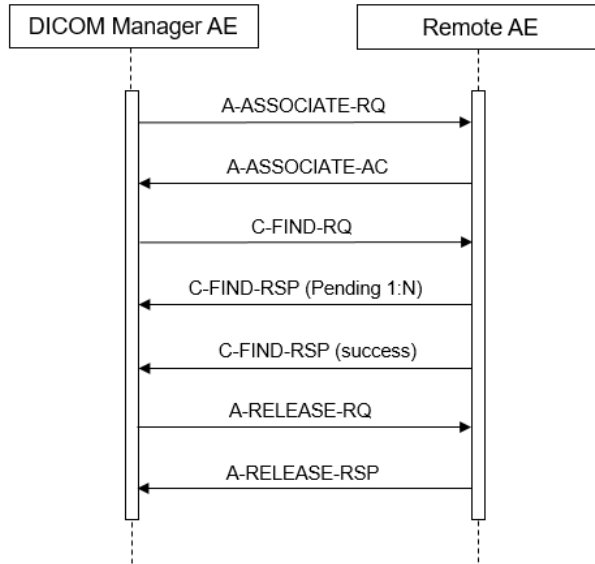 DICOM Manager AE
Remote AE
A-ASSOCIATE-RQ
A-ASSOCIATE-AC
C-FIND-RQ
C-FIND-RSP (Pending 1:N)
C-FIND-RSP (success)
A-RELEASE-RQ
A-RELEASE-RSP